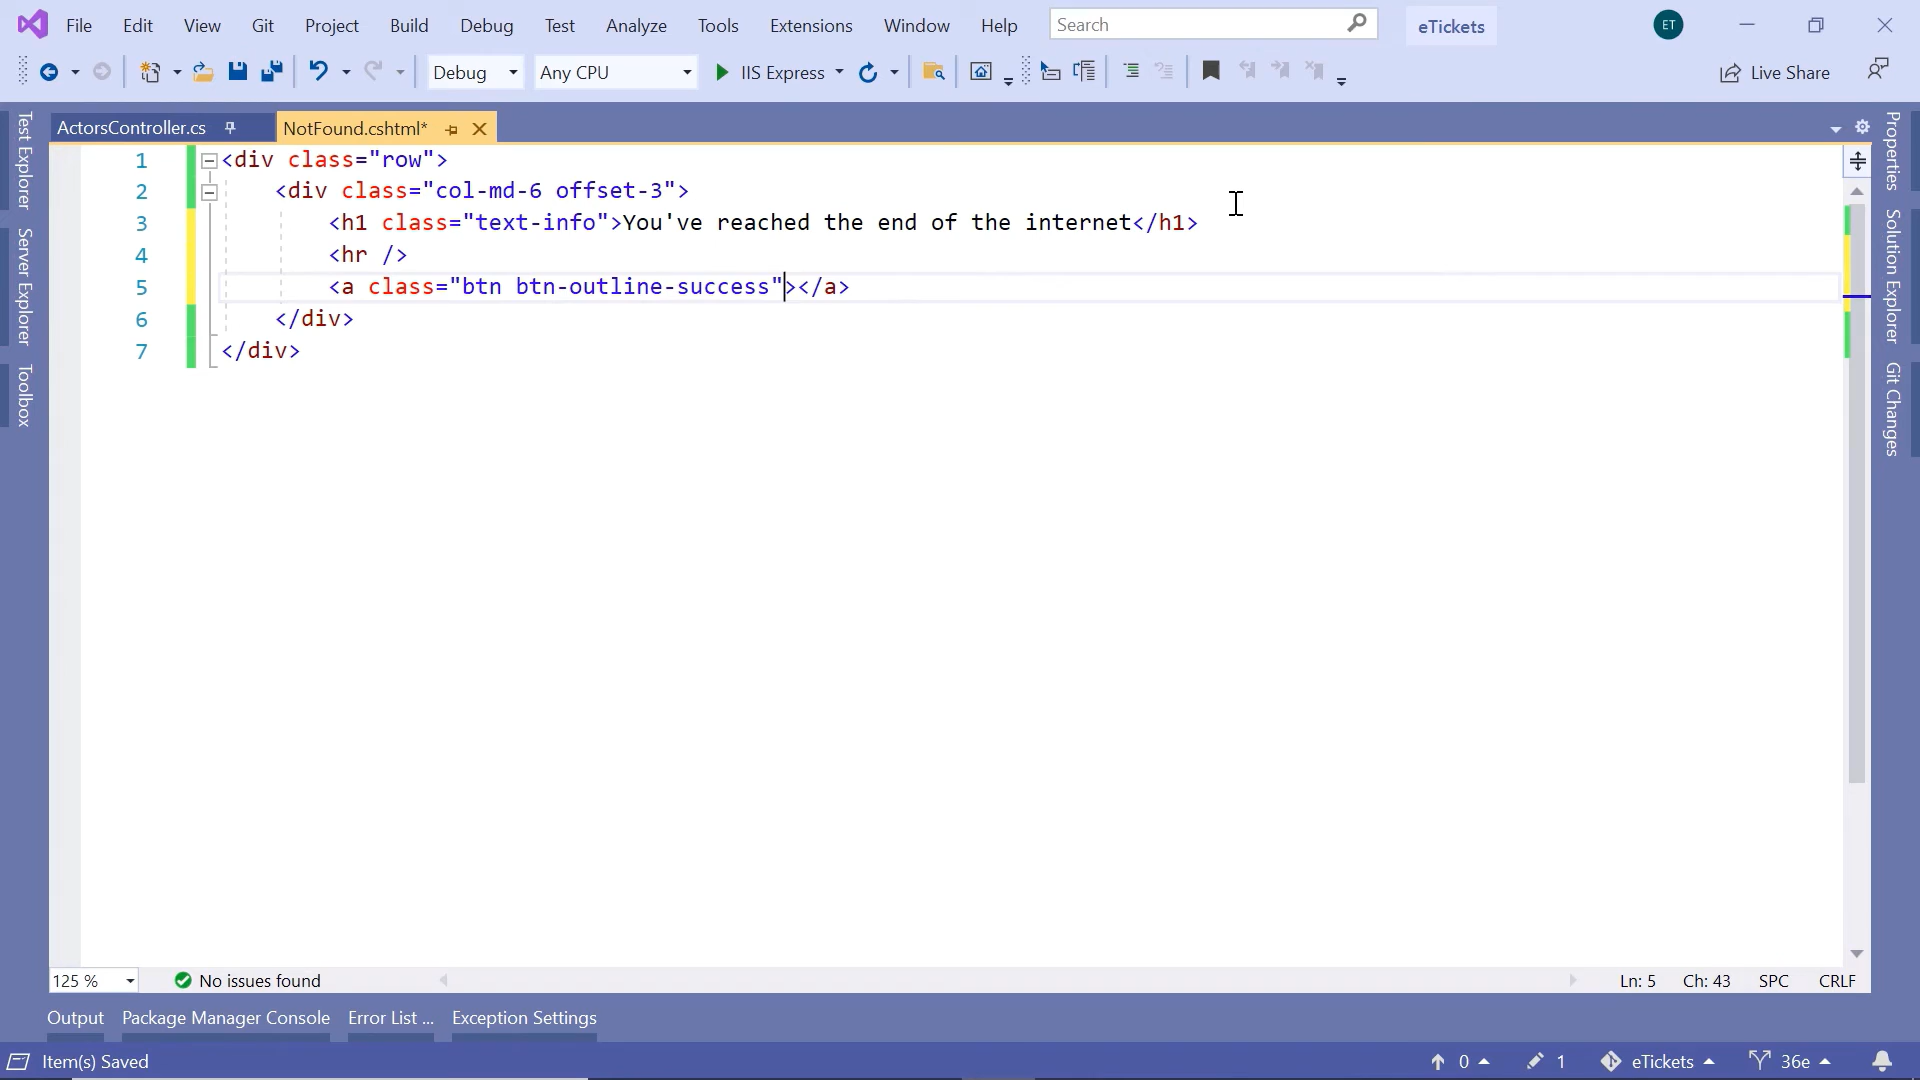 File Edit View Git Project Build Debug Test Analyze Tools Extensions Window Help Search eTickets ET
Debug Any CPU IIS Express Live Share
ActorsController.cs NotFound.cshtml*
1 <div class="row">
2 <div class="col-md-6 offset-3">
3 <h1 class="text-info">You've reached the end of the internet</h1>
4 <hr />
5 <a class="btn btn-outline-success"></a>
6 </div>
7 </div>
Test Explorer
Server Explorer
Toolbox
Properties
Solution Explorer
Git Changes
125 % No issues found Ln: 5 Ch: 43 SPC CRLF
Output Package Manager Console Error List ... Exception Settings
Item(s) Saved 0 1 eTickets 36e